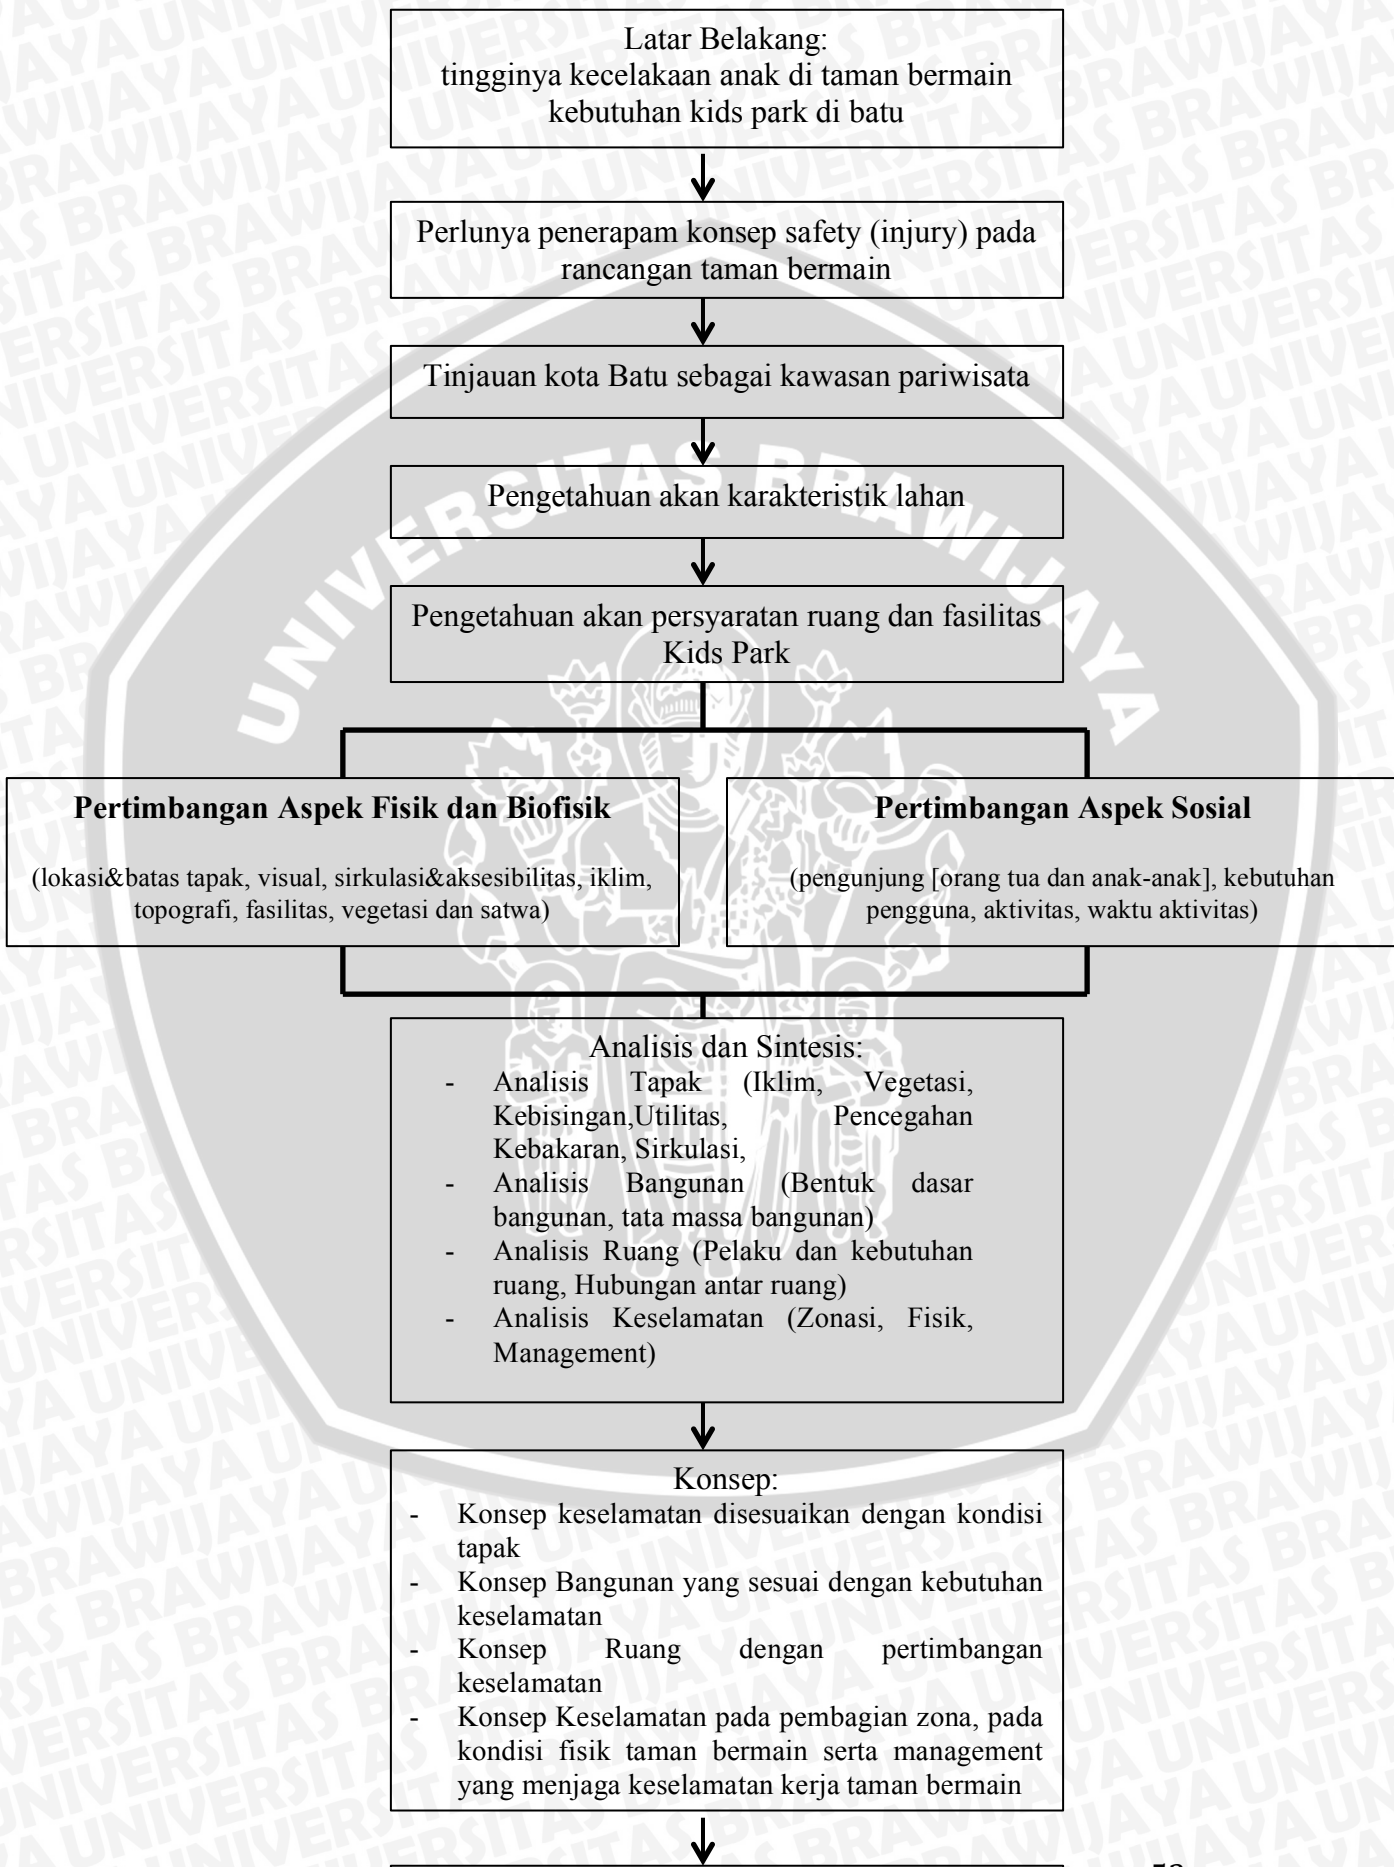 Latar Belakang:
tingginya kecelakaan anak di taman bermain
kebutuhan kids park di batu
Perlunya penerapam konsep safety (injury) pada
rancangan taman bermain
Tinjauan kota Batu sebagai kawasan pariwisata
Pengetahuan akan karakteristik lahan
Pengetahuan akan persyaratan ruang dan fasilitas
Kids Park
Pertimbangan Aspek Fisik dan Biofisik
(lokasi&batas tapak, visual, sirkulasi&aksesibilitas, iklim,
topografi, fasilitas, vegetasi dan satwa)
Pertimbangan Aspek Sosial
(pengunjung [orang tua dan anak-anak], kebutuhan
pengguna, aktivitas, waktu aktivitas)
Analisis dan Sintesis:
- Analisis Tapak (Iklim, Vegetasi,
Kebisingan,Utilitas, Pencegahan
Kebakaran, Sirkulasi,
- Analisis Bangunan (Bentuk dasar
bangunan, tata massa bangunan)
- Analisis Ruang (Pelaku dan kebutuhan
ruang, Hubungan antar ruang)
- Analisis Keselamatan (Zonasi, Fisik,
Management)
Konsep:
- Konsep keselamatan disesuaikan dengan kondisi
tapak
- Konsep Bangunan yang sesuai dengan kebutuhan
keselamatan
- Konsep Ruang dengan pertimbangan
keselamatan
- Konsep Keselamatan pada pembagian zona, pada
kondisi fisik taman bermain serta management
yang menjaga keselamatan kerja taman bermain
UNIVERSITAS BRAWIJAYA